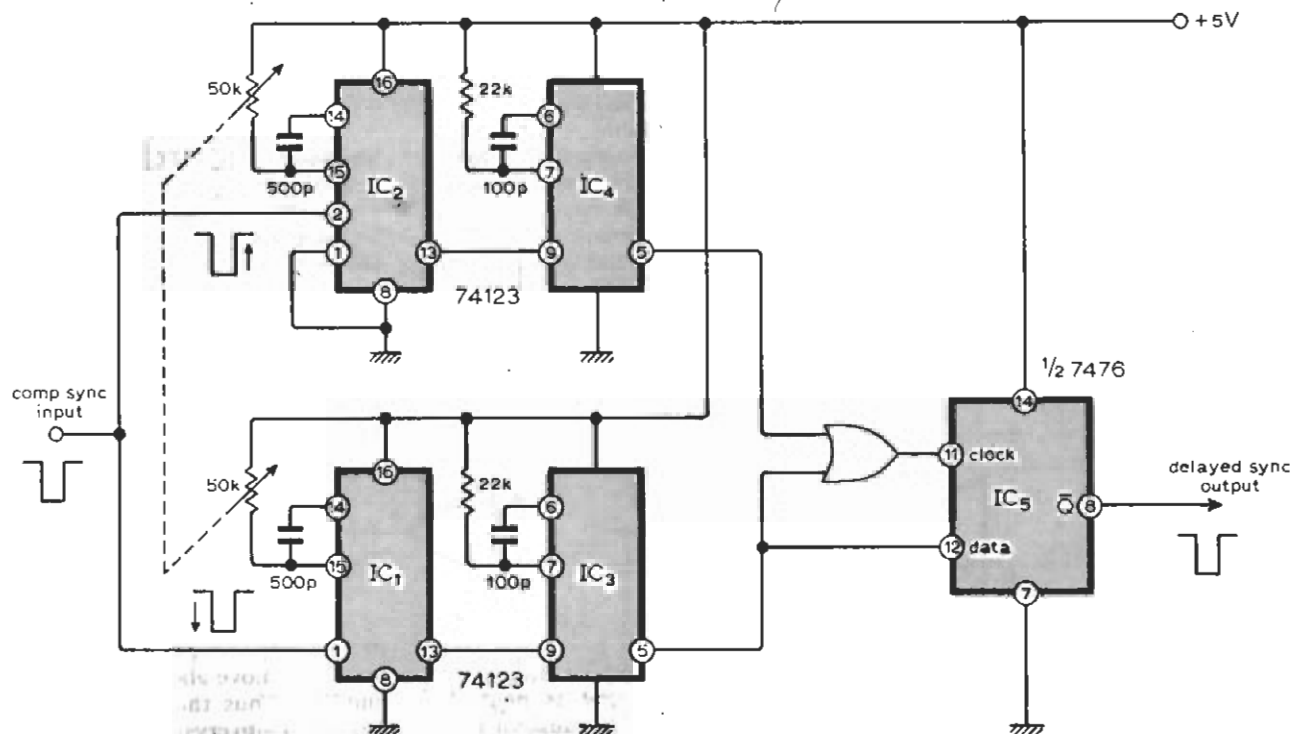 +5V
50k
22k
16
14
6
500p
15
IC2
100p
7
IC4
2
1
13
9
5
8
74123
1/2 7476
comp sync
input
14
50k
22k
16
11
clock
delayed sync
output
14
6
IC5
Q̄
8
500p
15
IC1
100p
7
IC3
12
data
7
1
13
9
5
8
74123